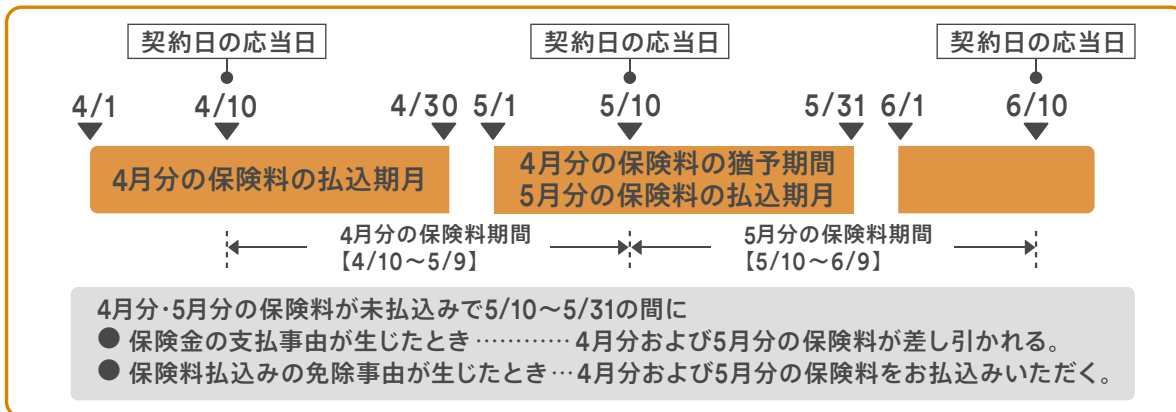 契約日の応当日 契約日の応当日 契約日の応当日
4/1 4/10 4/30 5/1 5/10 5/31 6/1 6/10
4月分の保険料の払込期月
4月分の保険料の猶予期間
5月分の保険料の払込期月
4月分の保険料期間
【4/10～5/9】
5月分の保険料期間
【5/10～6/9】
4月分・5月分の保険料が未払込みで5/10～5/31の間に
● 保険金の支払事由が生じたとき………… 4月分および5月分の保険料が差し引かれる。
● 保険料払込みの免除事由が生じたとき… 4月分および5月分の保険料をお払込みいただく。